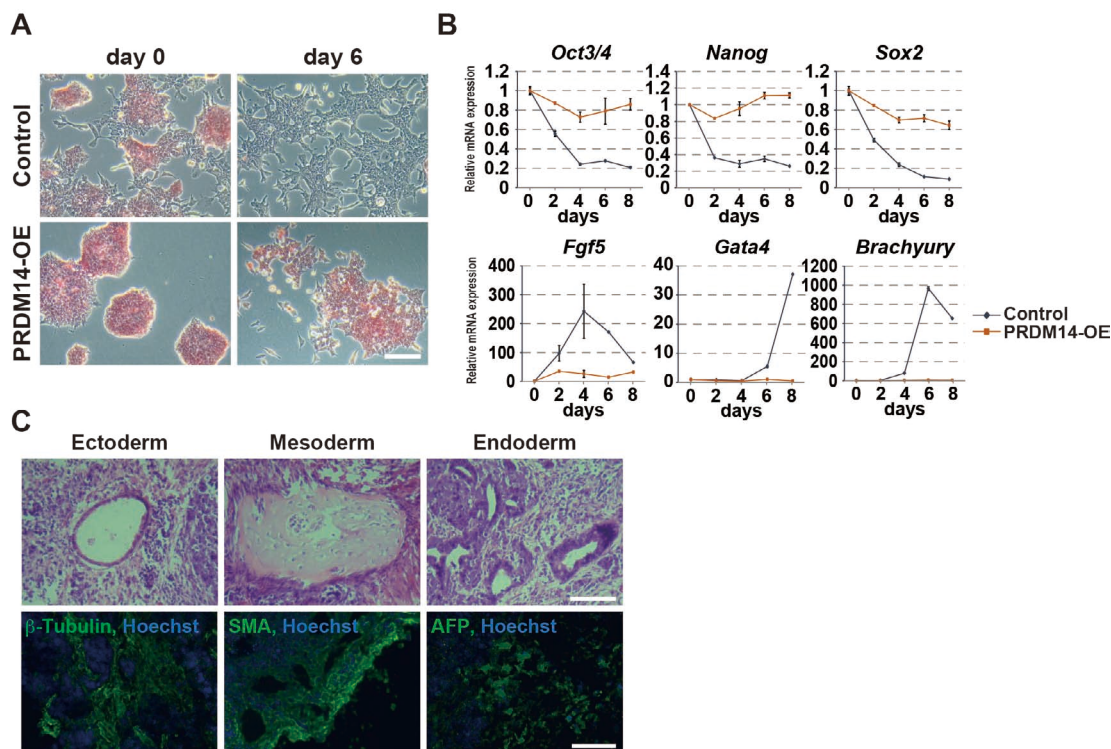 A
day 0
day 6
Control
PRDM14-OE
B
Oct3/4
Nanog
Sox2
Relative mRNA expression
1.2
1
0.8
0.6
0.4
0.2
0
0 2 4 6 8
days
1.4
1.2
1
0.8
0.6
0.4
0.2
0
0 2 4 6 8
days
1.2
1
0.8
0.6
0.4
0.2
0
0 2 4 6 8
days
Fgf5
Gata4
Brachyury
Relative mRNA expression
400
300
200
100
0
0 2 4 6 8
days
40
30
20
10
0
0 2 4 6 8
days
1200
1000
800
600
400
200
0
0 2 4 6 8
days
Control
PRDM14-OE
C
Ectoderm
Mesoderm
Endoderm
β-Tubulin, Hoechst
SMA, Hoechst
AFP, Hoechst